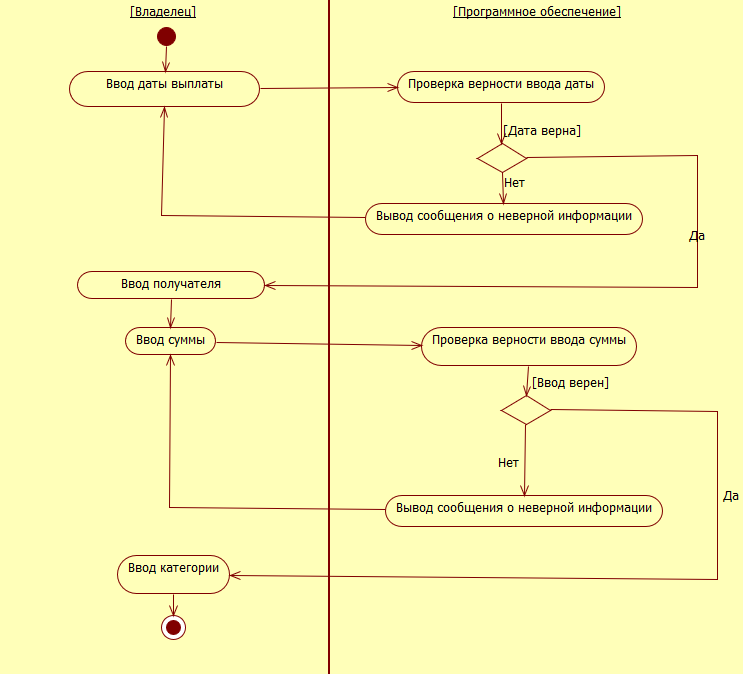 [Владелец]
[Программное обеспечение]
Ввод даты выплаты
Проверка верности ввода даты
[Дата верна]
Нет
Вывод сообщения о неверной информации
Да
Ввод получателя
Ввод суммы
Проверка верности ввода суммы
[Ввод верен]
Нет
Да
Вывод сообщения о неверной информации
Ввод категории